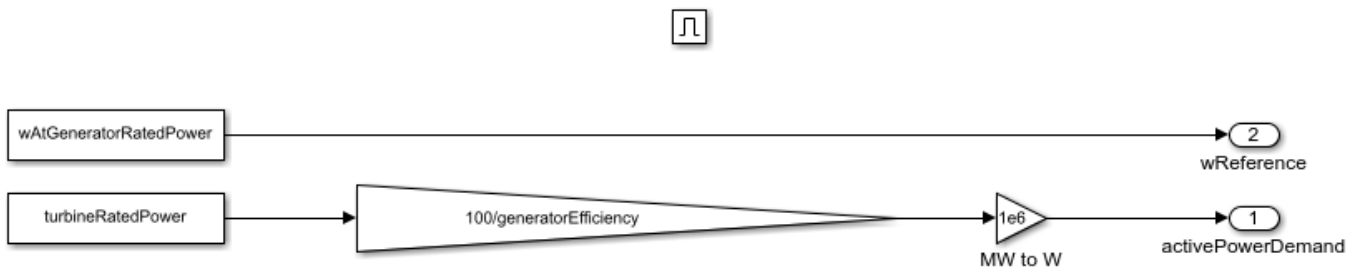 wAtGeneratorRatedPower
2
wReference
turbineRatedPower
100/generatorEfficiency
1e6
MW to W
1
activePowerDemand